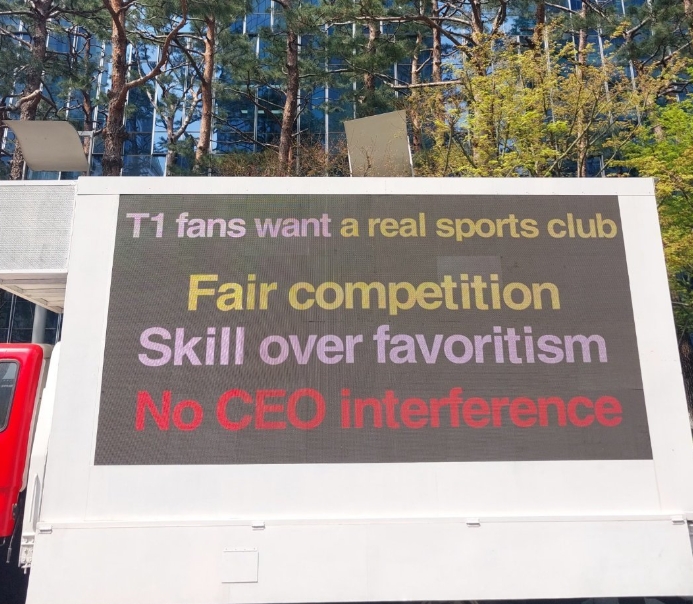 T1 fans want a real sports club
Fair competition
Skill over favoritism
No CEO interference